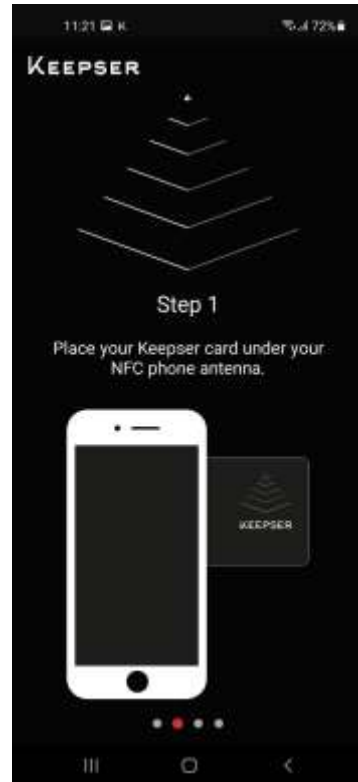 11:21 K
72%
KEEPSER
Step 1
Place your Keepser card under your
NFC phone antenna.
KEEPSER